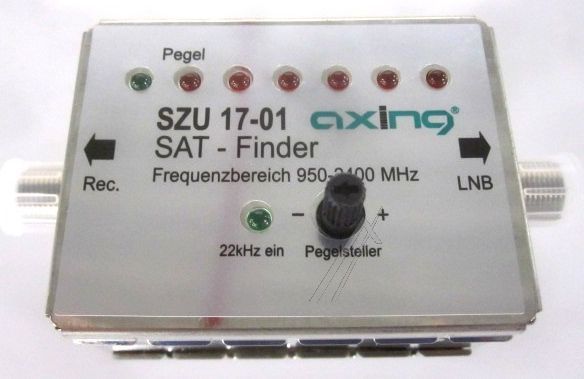 Pegel
SZU 17-01 axing®
SAT - Finder
Rec. Frequenzbereich 950-2400 MHz LNB
- +
22kHz ein Pegelsteller